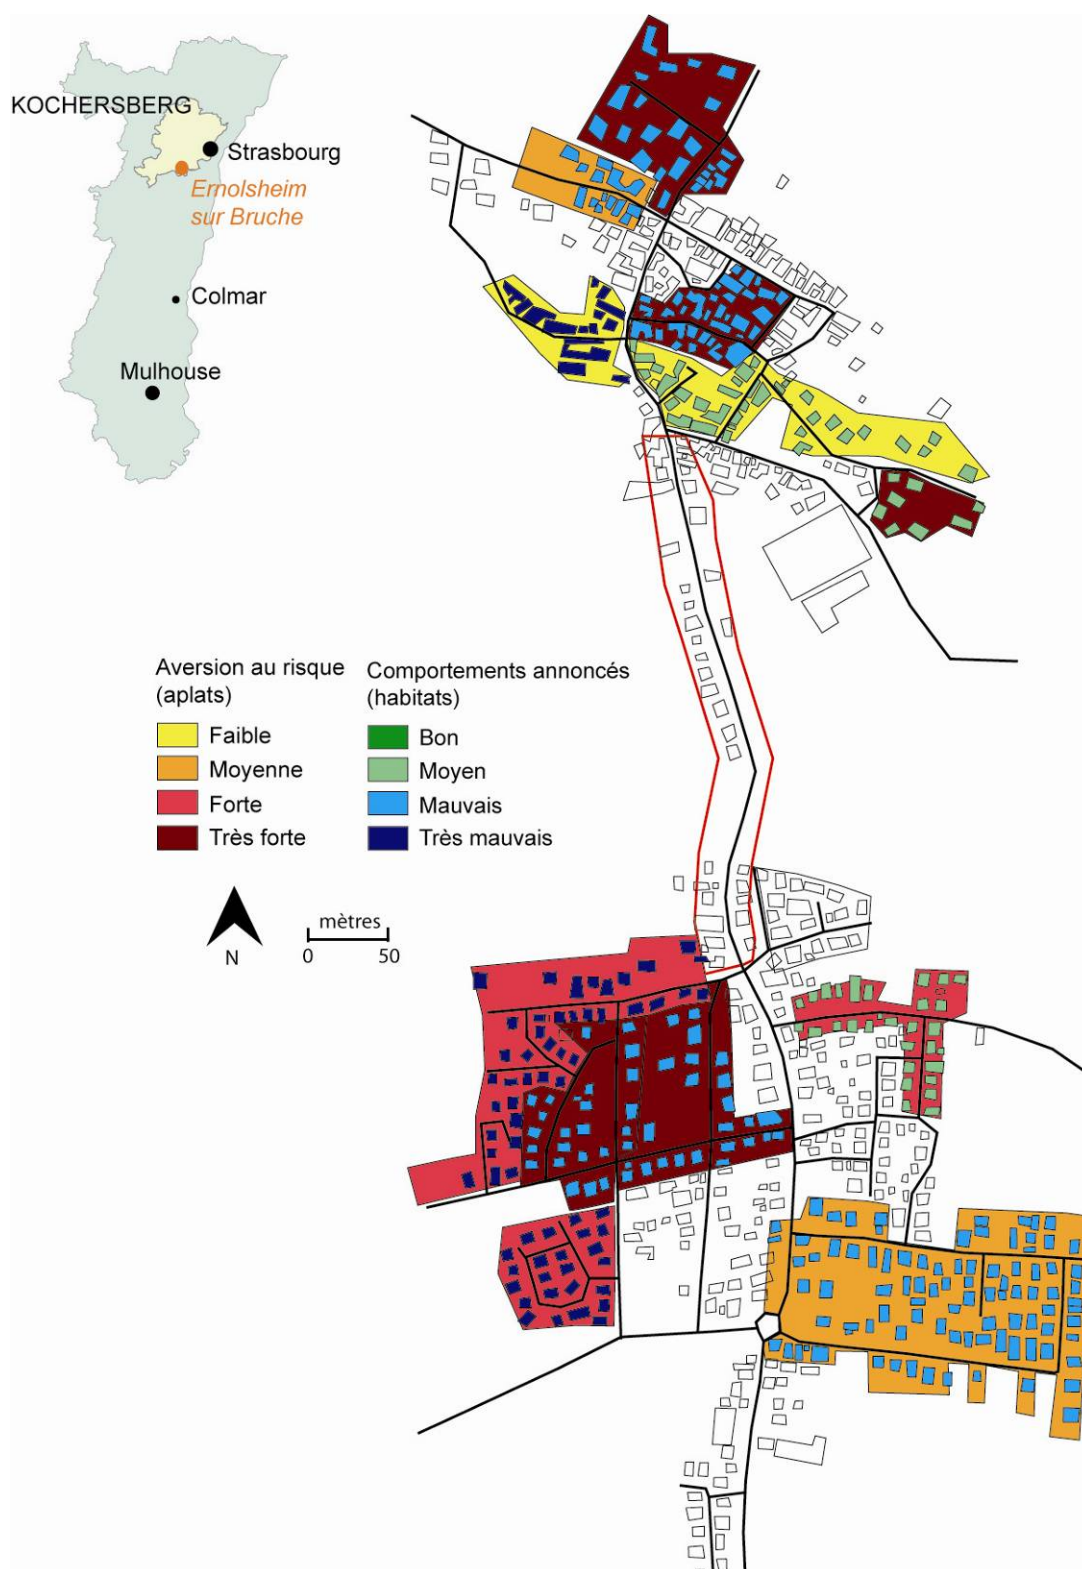 KOCHERSBERG
Strasbourg
Ernolsheim
sur Bruche
Colmar
Mulhouse
Aversion au risque
(aplats)
Faible
Moyenne
Forte
Très forte
Comportements annoncés
(habitats)
Bon
Moyen
Mauvais
Très mauvais
N
mètres
0 50